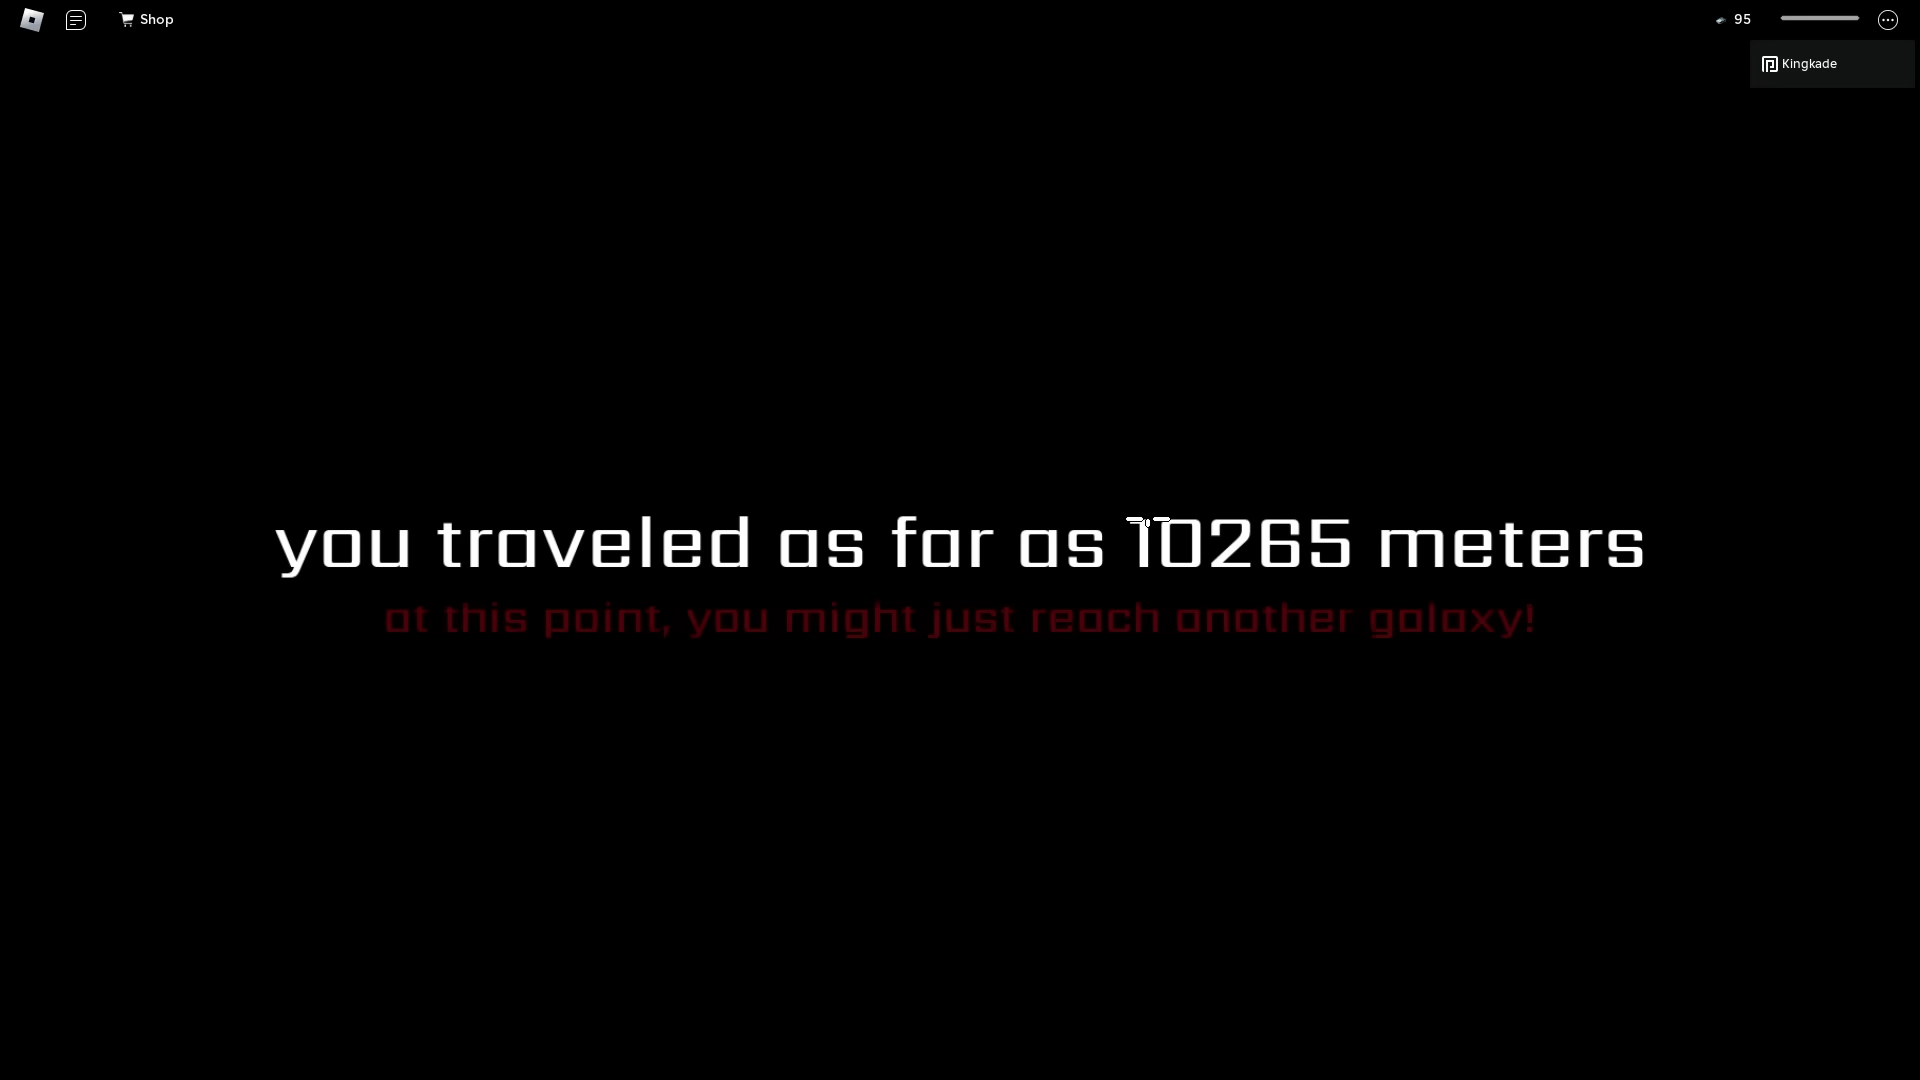 Shop
95
Kingkade
you traveled as far as 10265 meters
at this point, you might just reach another galaxy!